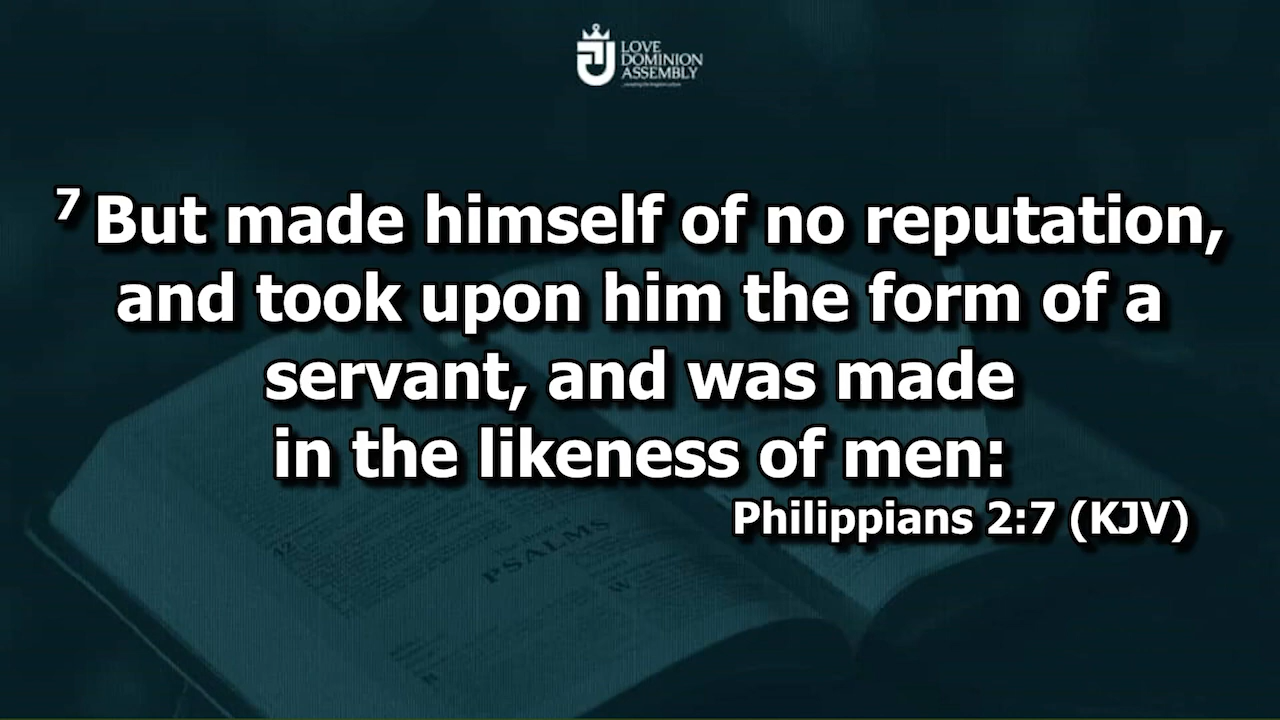 LOVE
DOMINION
ASSEMBLY
7 But made himself of no reputation,
and took upon him the form of a
servant, and was made
in the likeness of men:
Philippians 2:7 (KJV)
PSALMS